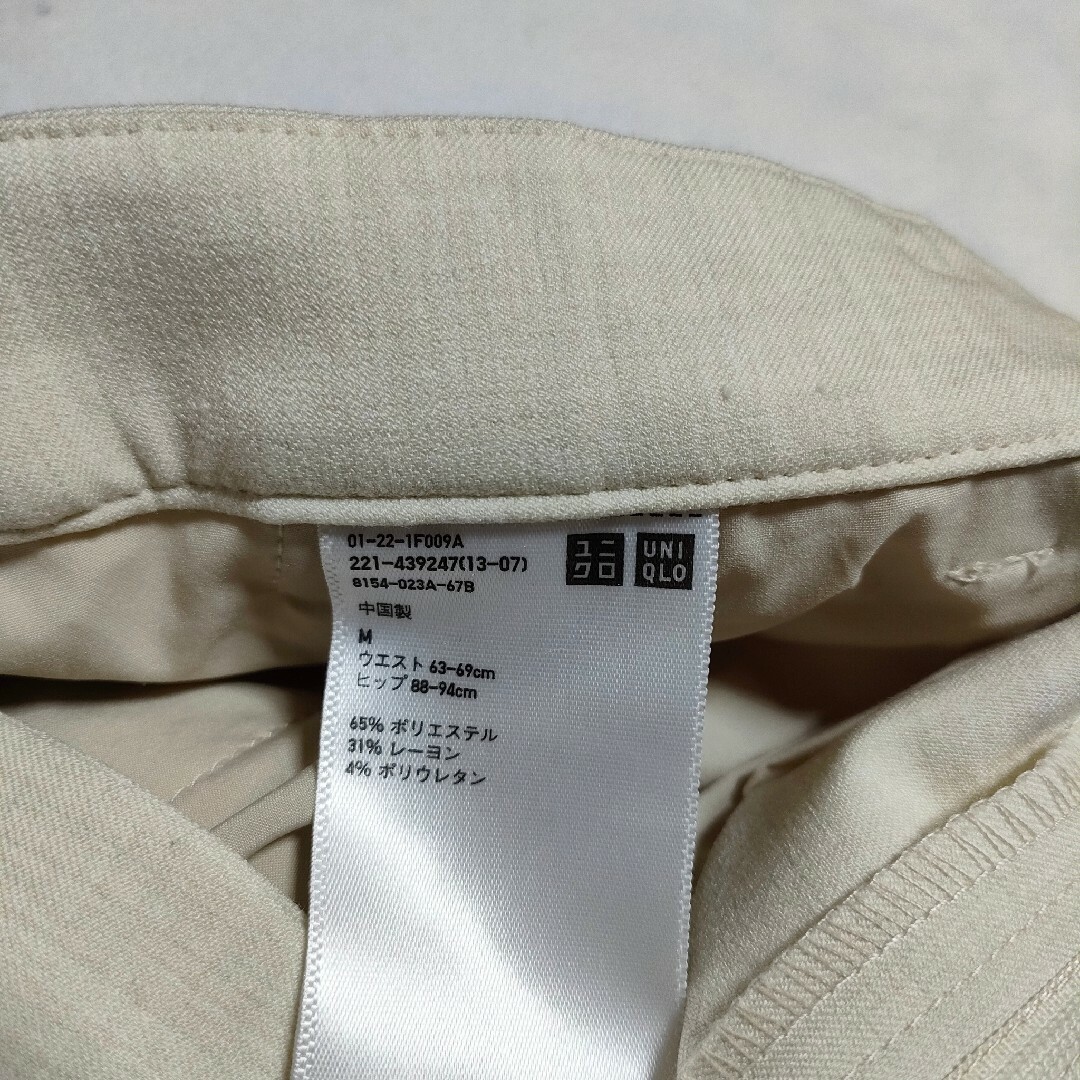 01-22-1F009A
221-439247(13-07)
8154-023A-67B
中国製
M
ウエスト 63-69cm
ヒップ 88-94cm
65% ポリエステル
31% レーヨン
4% ポリウレタン
ユニ
クロ
UNI
QLO